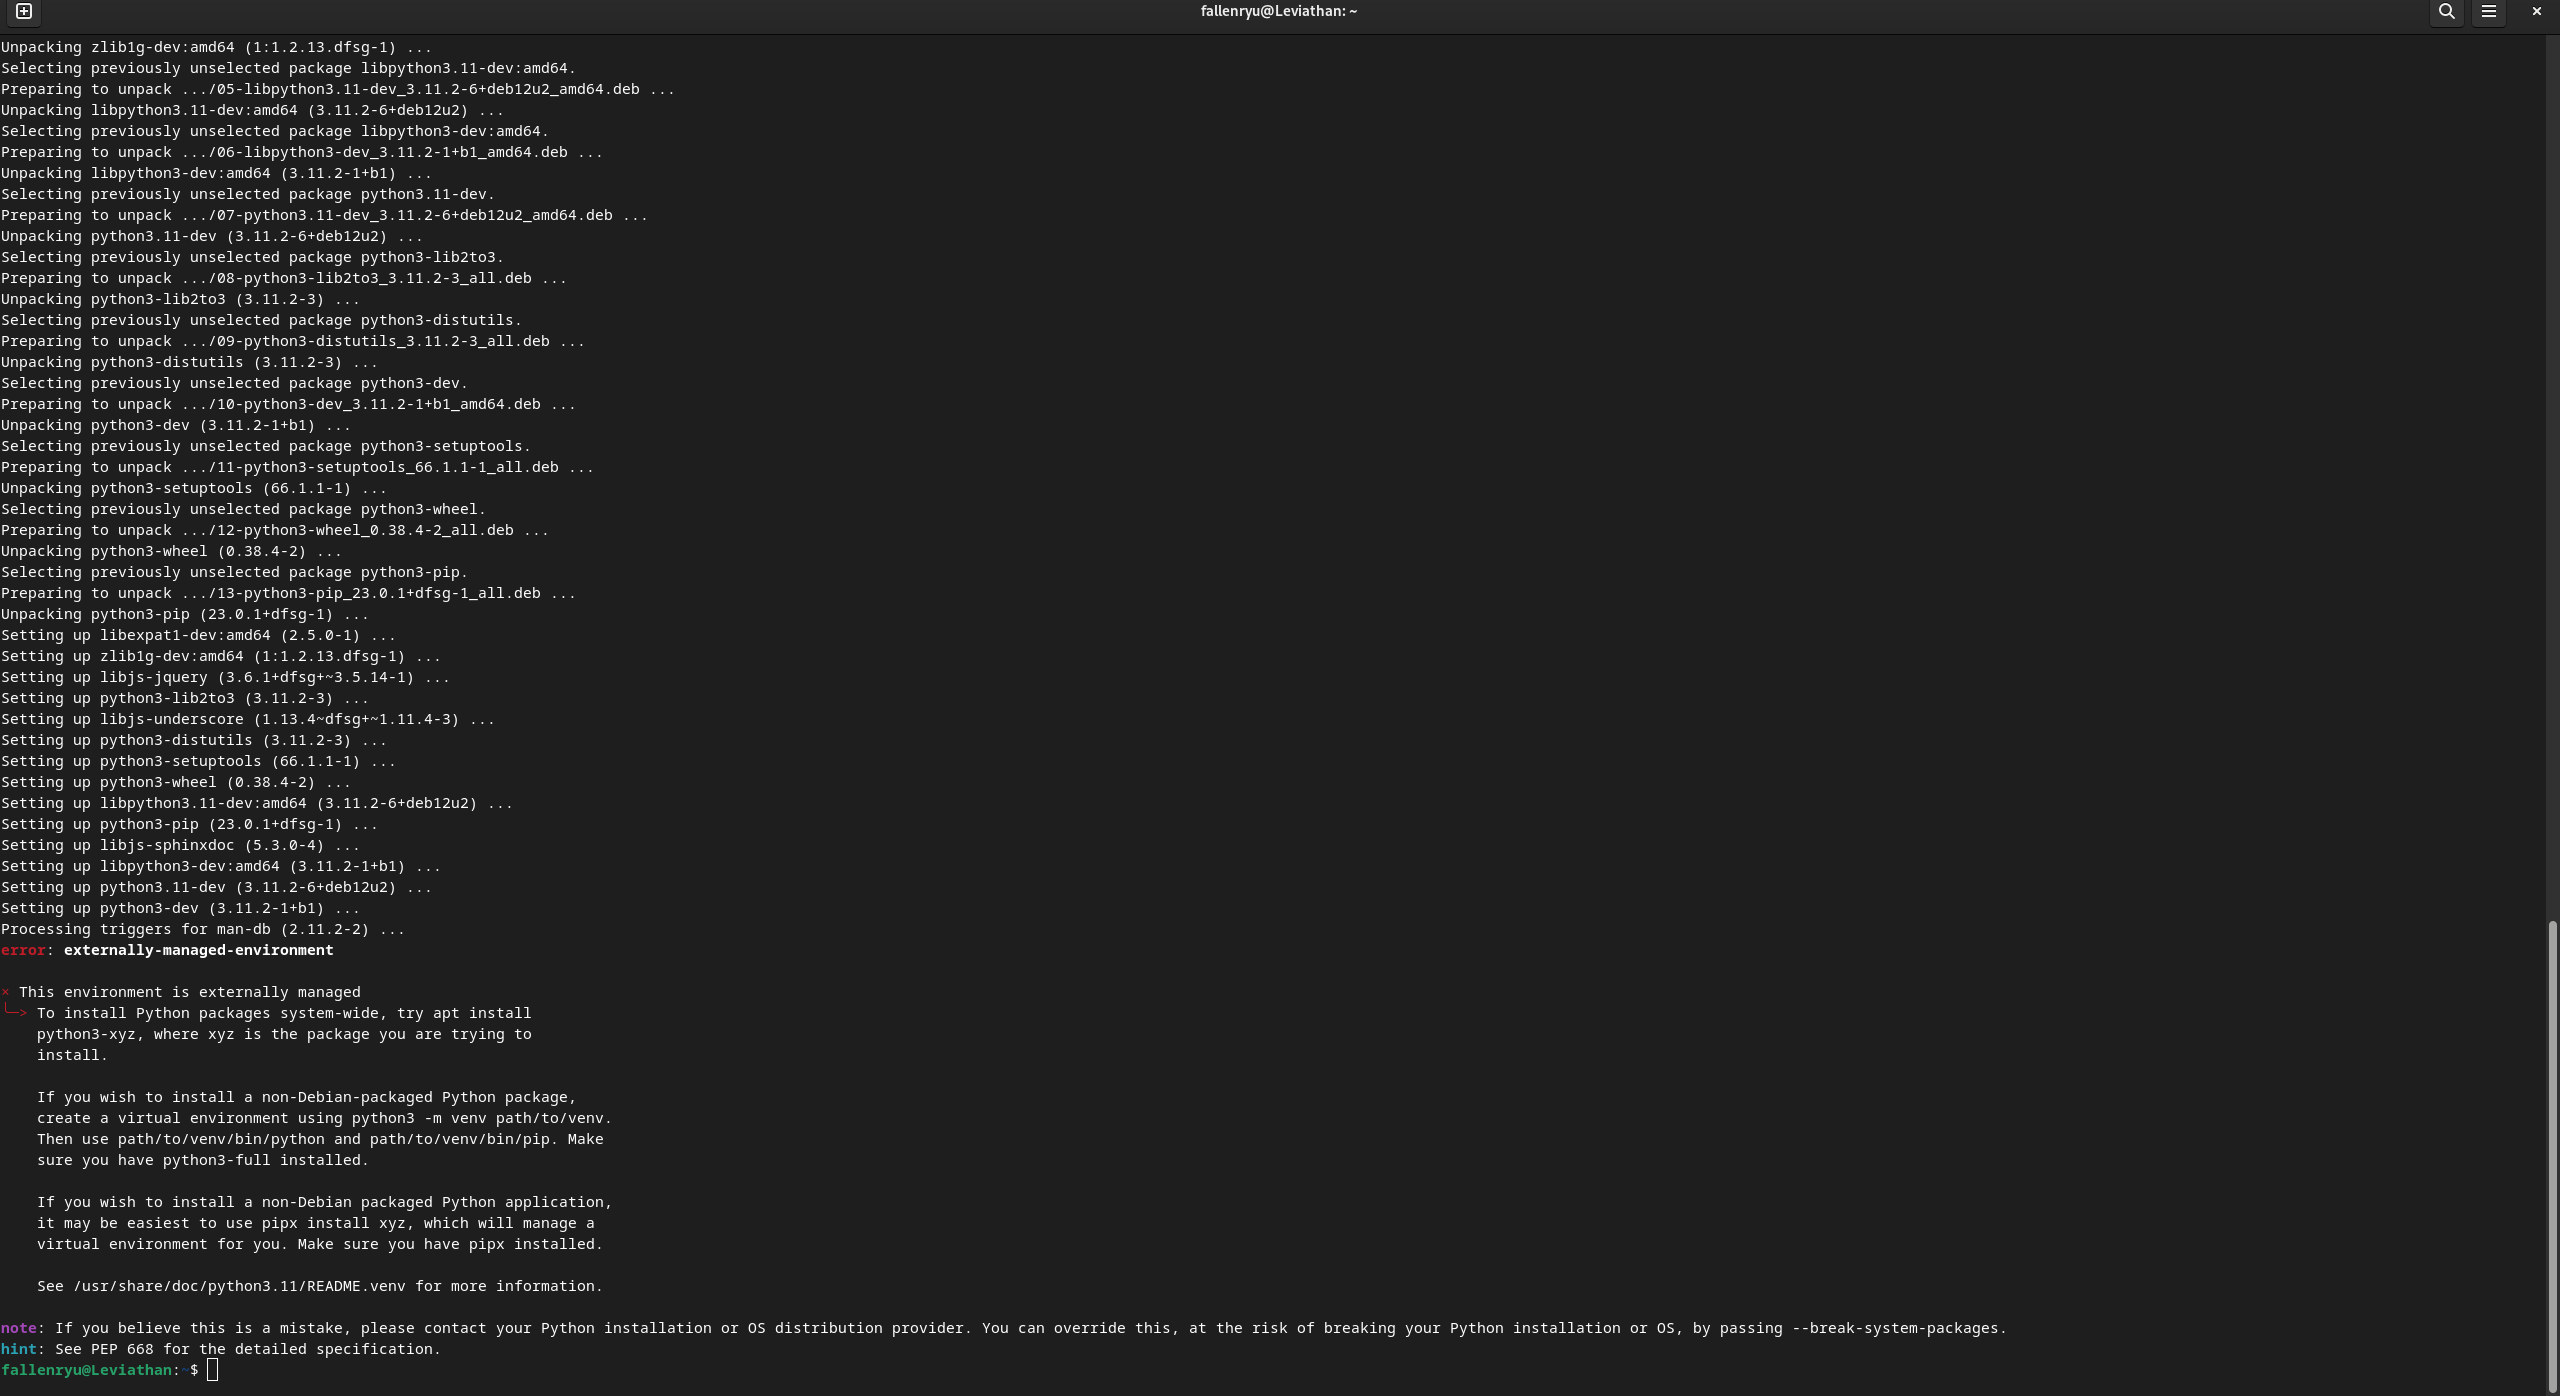 fallenryu@Leviathan: ~
Unpacking zlib1g-dev:amd64 (1:1.2.13.dfsg-1) ...
Selecting previously unselected package libpython3.11-dev:amd64.
Preparing to unpack .../05-libpython3.11-dev_3.11.2-6+deb12u2_amd64.deb ...
Unpacking libpython3.11-dev:amd64 (3.11.2-6+deb12u2) ...
Selecting previously unselected package libpython3-dev:amd64.
Preparing to unpack .../06-libpython3-dev_3.11.2-1+b1_amd64.deb ...
Unpacking libpython3-dev:amd64 (3.11.2-1+b1) ...
Selecting previously unselected package python3.11-dev.
Preparing to unpack .../07-python3.11-dev_3.11.2-6+deb12u2_amd64.deb ...
Unpacking python3.11-dev (3.11.2-6+deb12u2) ...
Selecting previously unselected package python3-lib2to3.
Preparing to unpack .../08-python3-lib2to3_3.11.2-3_all.deb ...
Unpacking python3-lib2to3 (3.11.2-3) ...
Selecting previously unselected package python3-distutils.
Preparing to unpack .../09-python3-distutils_3.11.2-3_all.deb ...
Unpacking python3-distutils (3.11.2-3) ...
Selecting previously unselected package python3-dev.
Preparing to unpack .../10-python3-dev_3.11.2-1+b1_amd64.deb ...
Unpacking python3-dev (3.11.2-1+b1) ...
Selecting previously unselected package python3-setuptools.
Preparing to unpack .../11-python3-setuptools_66.1.1-1_all.deb ...
Unpacking python3-setuptools (66.1.1-1) ...
Selecting previously unselected package python3-wheel.
Preparing to unpack .../12-python3-wheel_0.38.4-2_all.deb ...
Unpacking python3-wheel (0.38.4-2) ...
Selecting previously unselected package python3-pip.
Preparing to unpack .../13-python3-pip_23.0.1+dfsg-1_all.deb ...
Unpacking python3-pip (23.0.1+dfsg-1) ...
Setting up libexpat1-dev:amd64 (2.5.0-1) ...
Setting up zlib1g-dev:amd64 (1:1.2.13.dfsg-1) ...
Setting up libjs-jquery (3.6.1+dfsg+~3.5.14-1) ...
Setting up python3-lib2to3 (3.11.2-3) ...
Setting up libjs-underscore (1.13.4~dfsg+~1.11.4-3) ...
Setting up python3-distutils (3.11.2-3) ...
Setting up python3-setuptools (66.1.1-1) ...
Setting up python3-wheel (0.38.4-2) ...
Setting up libpython3.11-dev:amd64 (3.11.2-6+deb12u2) ...
Setting up python3-pip (23.0.1+dfsg-1) ...
Setting up libjs-sphinxdoc (5.3.0-4) ...
Setting up libpython3-dev:amd64 (3.11.2-1+b1) ...
Setting up python3.11-dev (3.11.2-6+deb12u2) ...
Setting up python3-dev (3.11.2-1+b1) ...
Processing triggers for man-db (2.11.2-2) ...
error: externally-managed-environment
× This environment is externally managed
╰─> To install Python packages system-wide, try apt install
python3-xyz, where xyz is the package you are trying to
install.
If you wish to install a non-Debian-packaged Python package,
create a virtual environment using python3 -m venv path/to/venv.
Then use path/to/venv/bin/python and path/to/venv/bin/pip. Make
sure you have python3-full installed.
If you wish to install a non-Debian packaged Python application,
it may be easiest to use pipx install xyz, which will manage a
virtual environment for you. Make sure you have pipx installed.
See /usr/share/doc/python3.11/README.venv for more information.
note: If you believe this is a mistake, please contact your Python installation or OS distribution provider. You can override this, at the risk of breaking your Python installation or OS, by passing --break-system-packages.
hint: See PEP 668 for the detailed specification.
fallenryu@Leviathan:~$